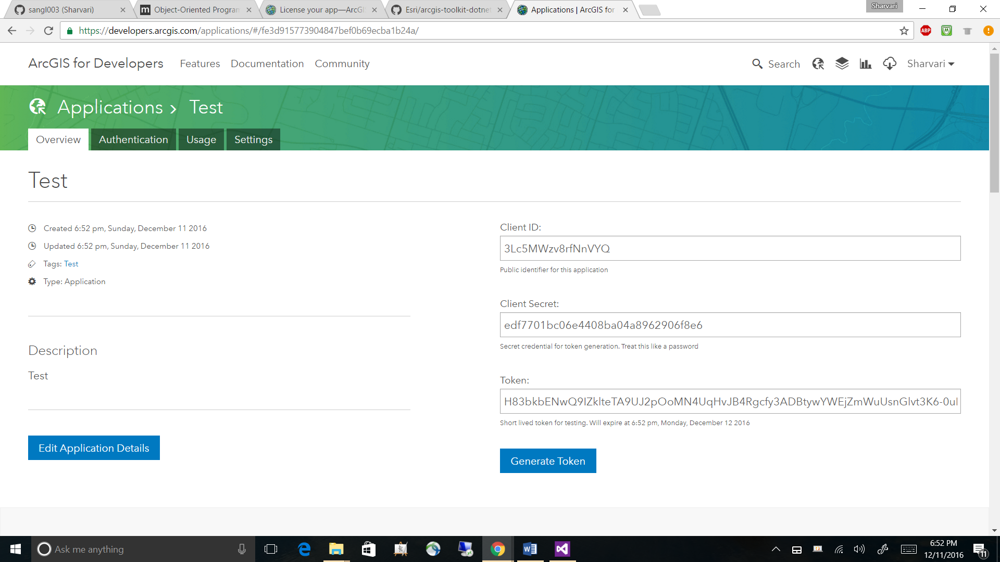 sangl003 (Sharvari)
Object-Oriented Program
License your app—ArcGI
Esri/arcgis-toolkit-dotnet
Applications | ArcGIS for
Sharvari
https://developers.arcgis.com/applications/#/fe3d915773904847bef0b69ecba1b24a/
ABP
ArcGIS for Developers
Features
Documentation
Community
Search
Sharvari
Applications › Test
Overview
Authentication
Usage
Settings
Test
Created 6:52 pm, Sunday, December 11 2016
Updated 6:52 pm, Sunday, December 11 2016
Tags: Test
Type: Application
Description
Test
Edit Application Details
Client ID:
3Lc5MWzv8rfNnVYQ
Public identifier for this application
Client Secret:
edf7701bc06e4408ba04a8962906f8e6
Secret credential for token generation. Treat this like a password
Token:
H83bkbENwQ9IZklteTA9UJ2pOoMN4UqHvJB4Rgcfy3ADBtywYWEjZmWuUsnGlvt3K6-0ul
Short lived token for testing. Will expire at 6:52 pm, Monday, December 12 2016
Generate Token
Ask me anything
6:52 PM
12/11/2016
11